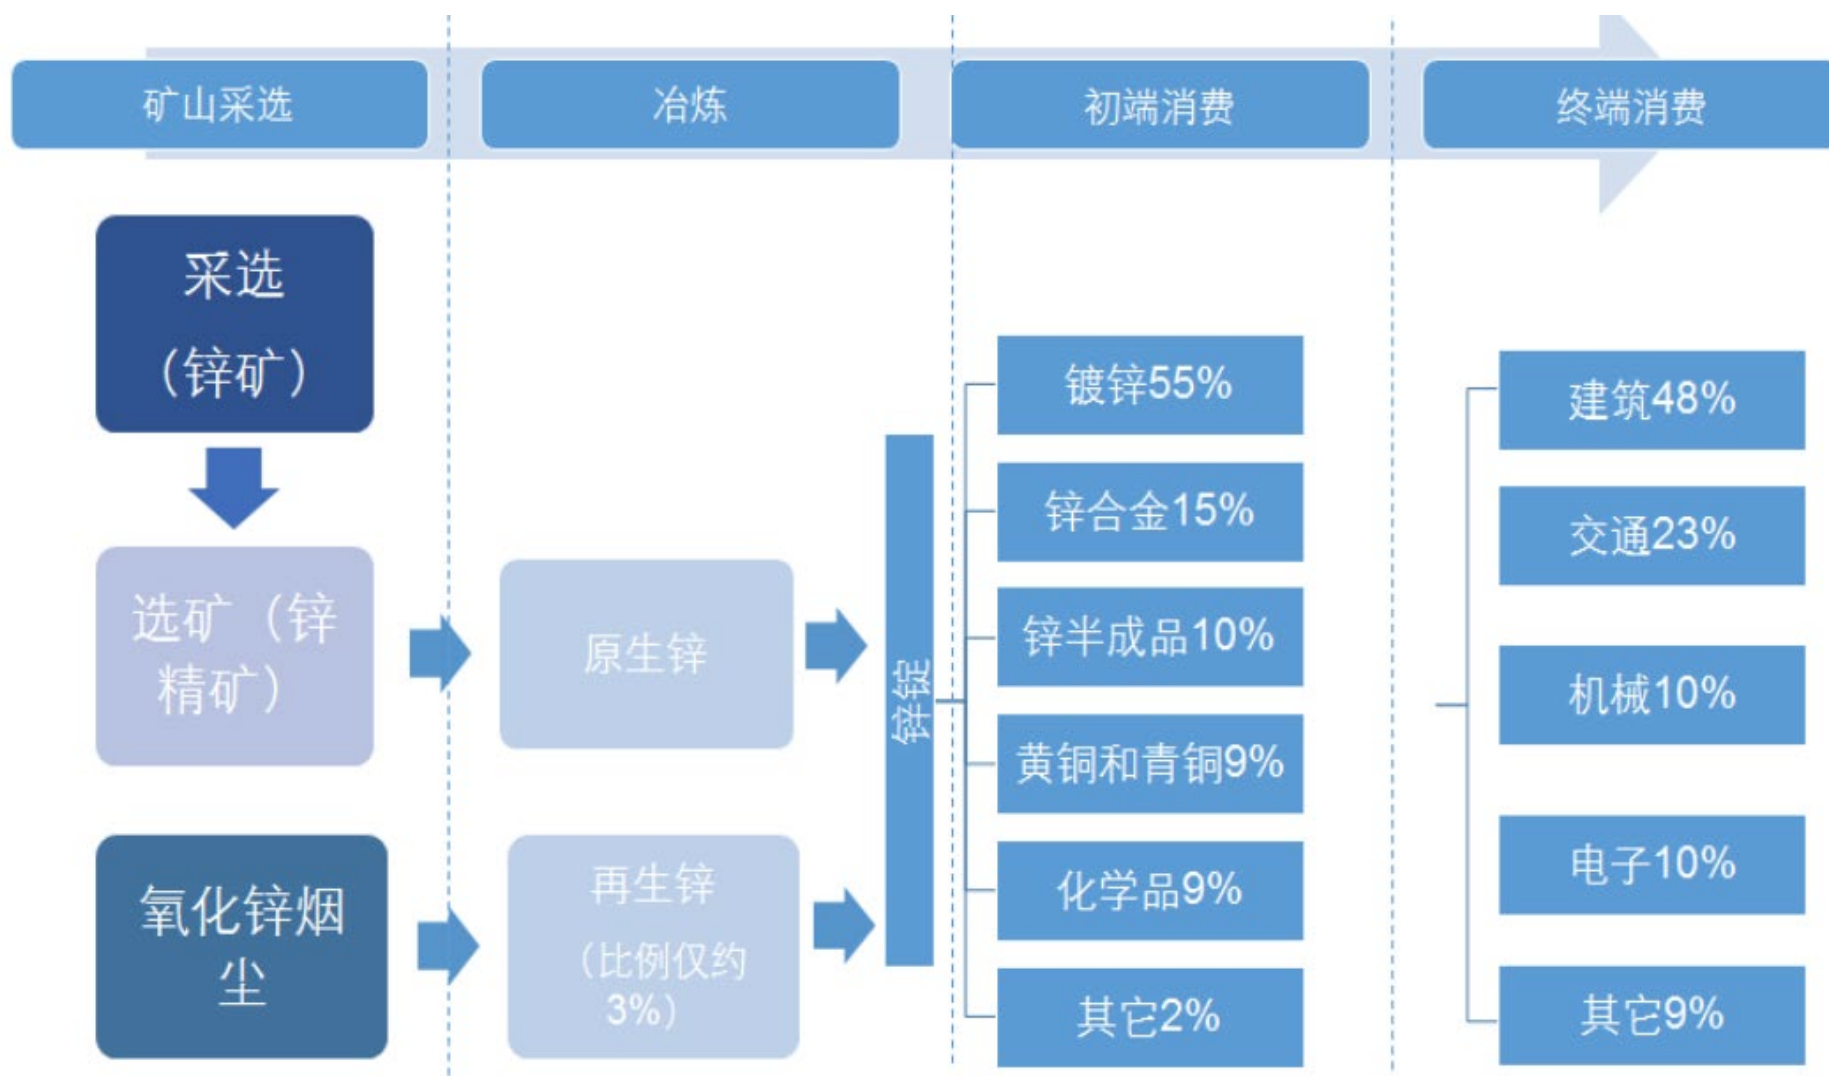 矿山采选
冶炼
初端消费
终端消费
采选
（锌矿）
选矿（锌
精矿）
氧化锌烟
尘
原生锌
再生锌
（比例仅约
3%）
锌锭
镀锌55%
锌合金15%
锌半成品10%
黄铜和青铜9%
化学品9%
其它2%
建筑48%
交通23%
机械10%
电子10%
其它9%